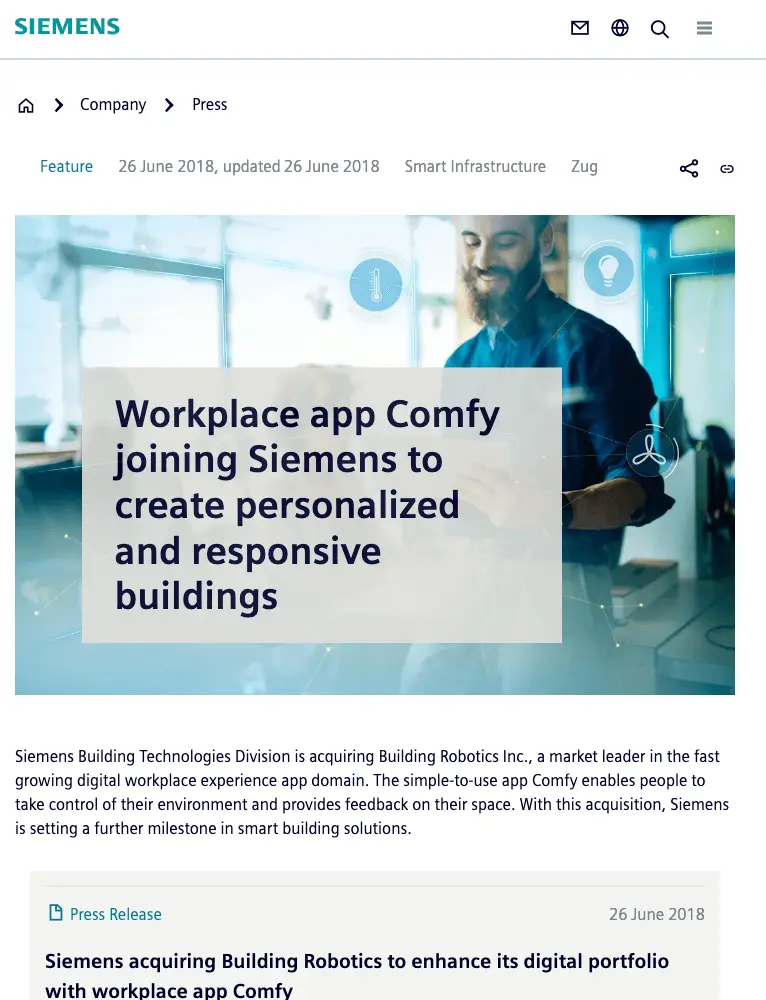 SIEMENS
Company
Press
Feature
26 June 2018, updated 26 June 2018
Smart Infrastructure
Zug
Workplace app Comfy
joining Siemens to
create personalized
and responsive
buildings
Siemens Building Technologies Division is acquiring Building Robotics Inc., a market leader in the fast
growing digital workplace experience app domain. The simple-to-use app Comfy enables people to
take control of their environment and provides feedback on their space. With this acquisition, Siemens
is setting a further milestone in smart building solutions.
Press Release
26 June 2018
Siemens acquiring Building Robotics to enhance its digital portfolio
with workplace app Comfy